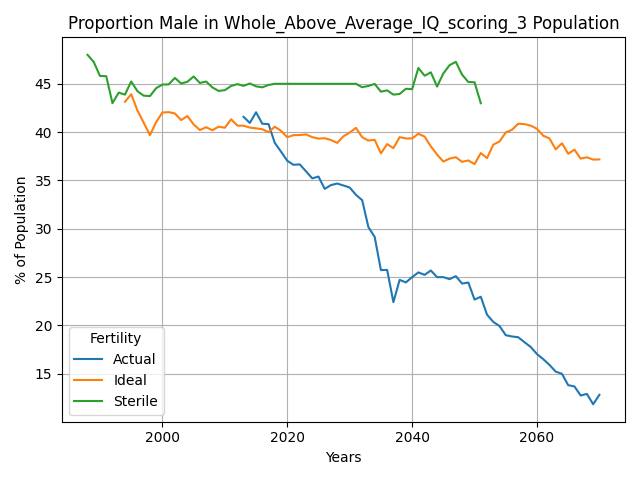 Proportion Male in Whole_Above_Average_IQ_scoring_3 Population
% of Population
45
40
35
30
25
20
15
Fertility
Actual
Ideal
Sterile
2000 2020 2040 2060
Years